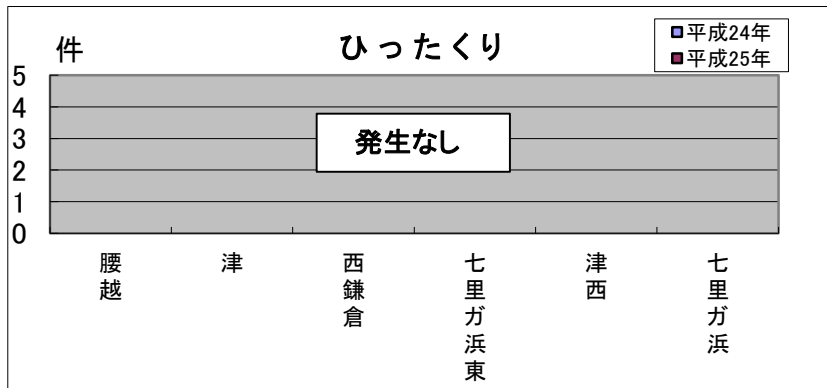 件
ひったくり
平成24年
平成25年
5
4
3
2
1
0
発生なし
腰越
津
西鎌倉
七里ガ浜東
津西
七里ガ浜